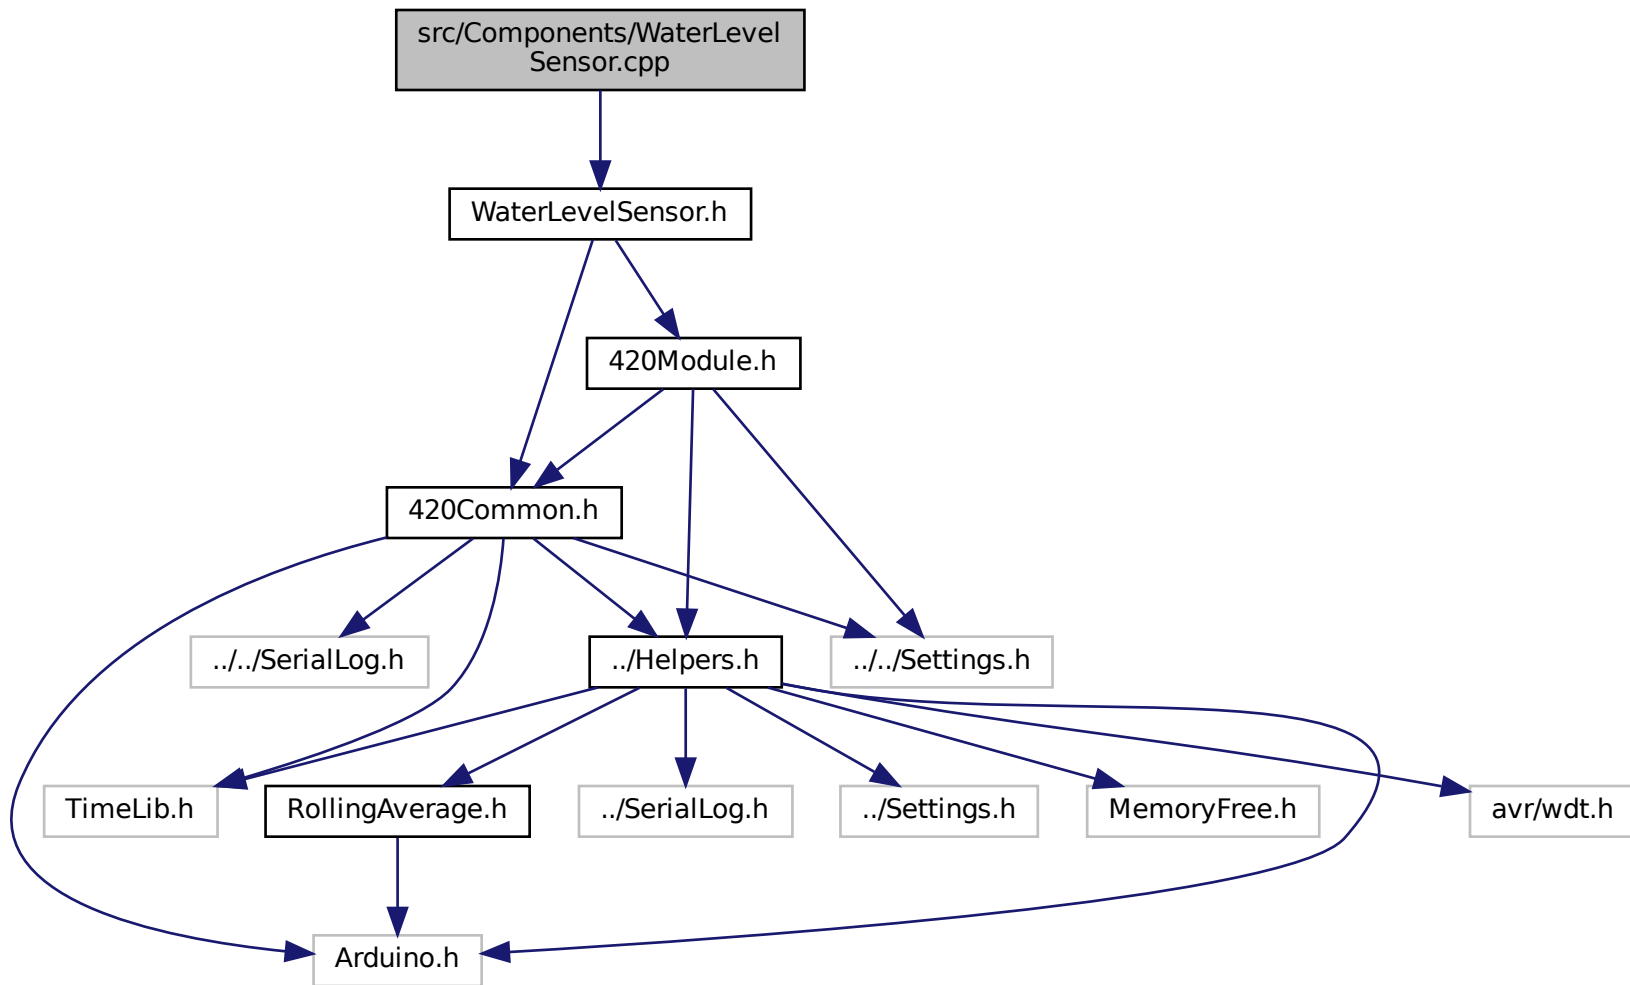 src/Components/WaterLevel
Sensor.cpp
WaterLevelSensor.h
420Module.h
420Common.h
../../SerialLog.h
../Helpers.h
../../Settings.h
TimeLib.h
RollingAverage.h
../SerialLog.h
../Settings.h
MemoryFree.h
avr/wdt.h
Arduino.h